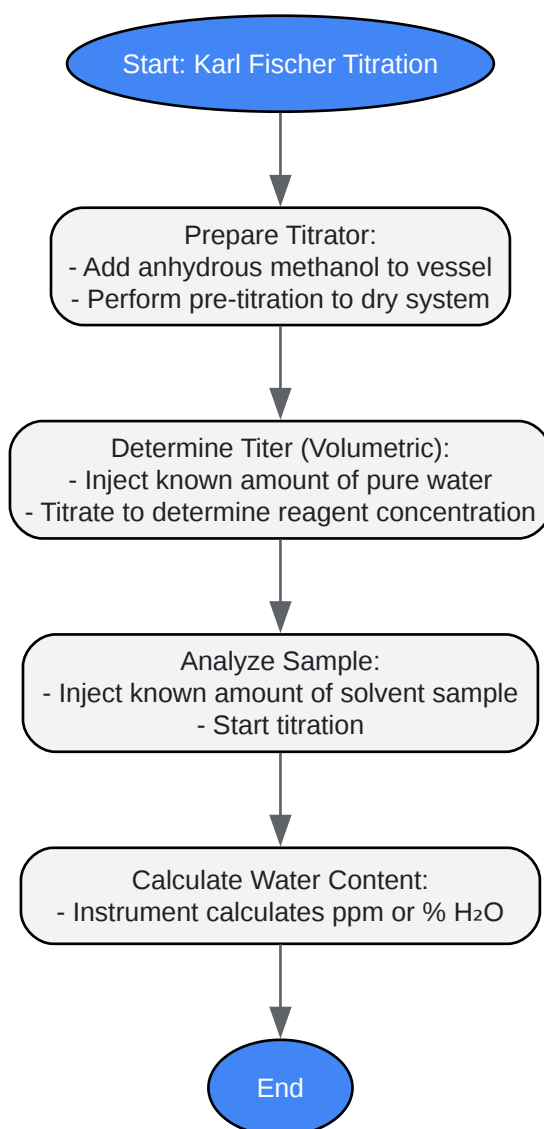 Start: Karl Fischer Titration
Prepare Titrator:
- Add anhydrous methanol to vessel
- Perform pre-titration to dry system
Determine Titer (Volumetric):
- Inject known amount of pure water
- Titrate to determine reagent concentration
Analyze Sample:
- Inject known amount of solvent sample
- Start titration
Calculate Water Content:
- Instrument calculates ppm or % H₂O
End